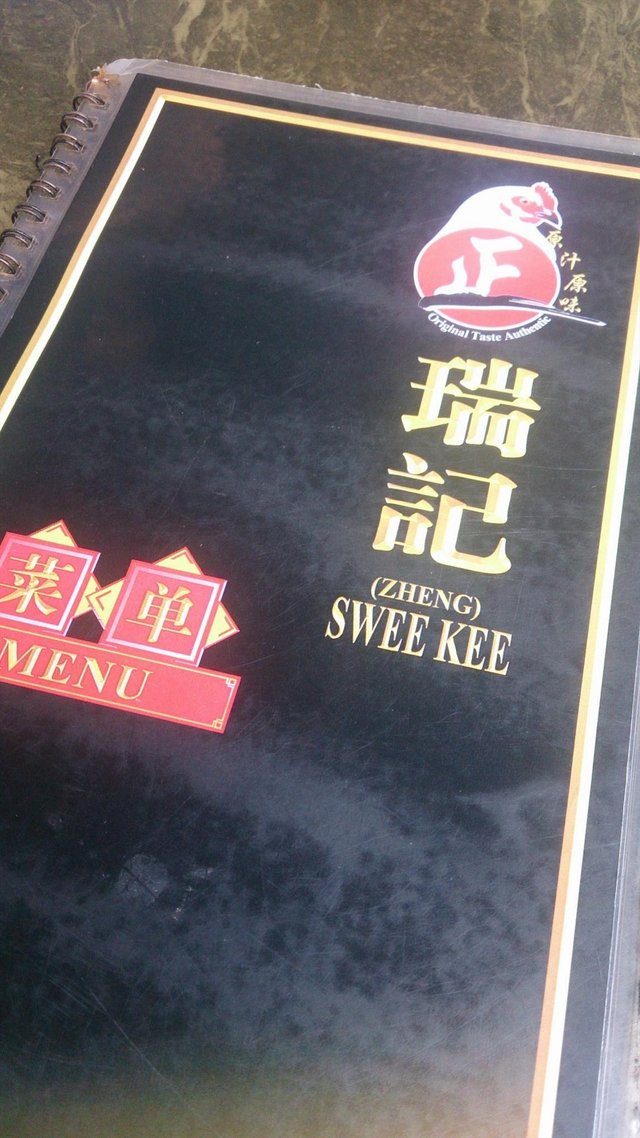 正
原汁原味
Original Taste Authentic
瑞記
(ZHENG)
SWEE KEE
菜单
MENU